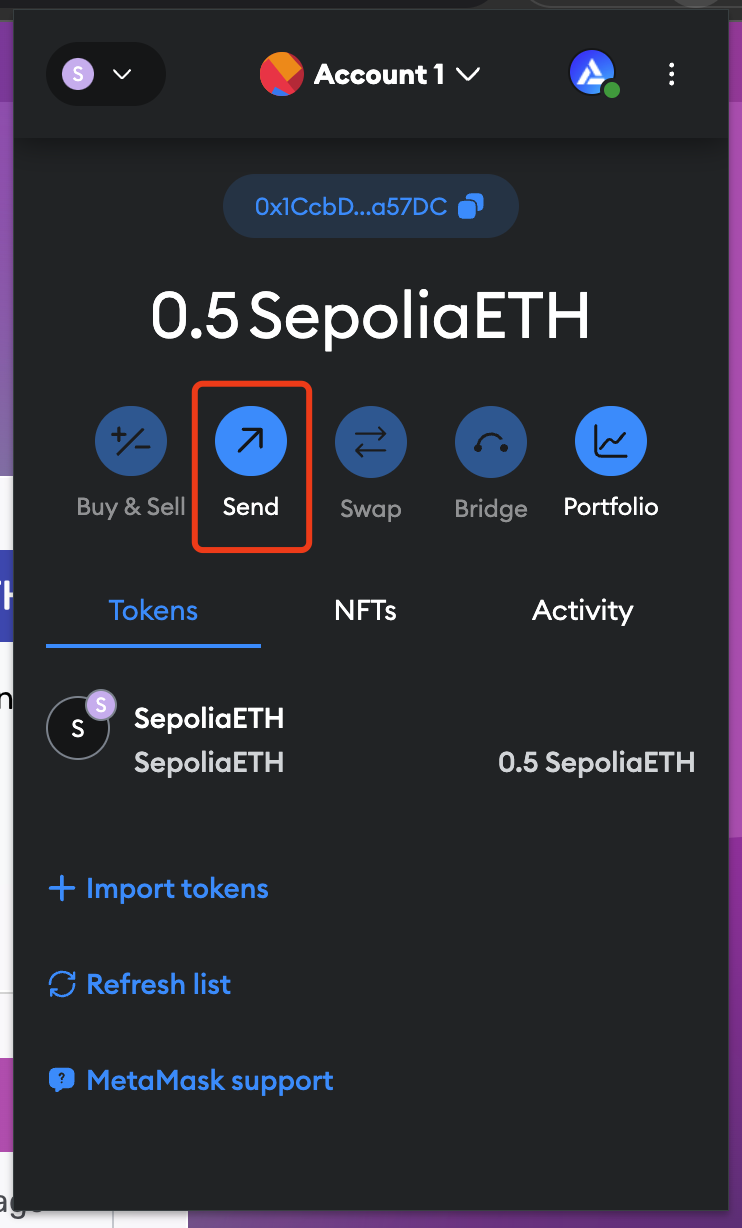 S
Account 1
0x1CcbD...a57DC
0.5 SepoliaETH
Buy & Sell
Send
Swap
Bridge
Portfolio
Tokens
NFTs
Activity
S
S
SepoliaETH
SepoliaETH
0.5 SepoliaETH
Import tokens
Refresh list
? MetaMask support